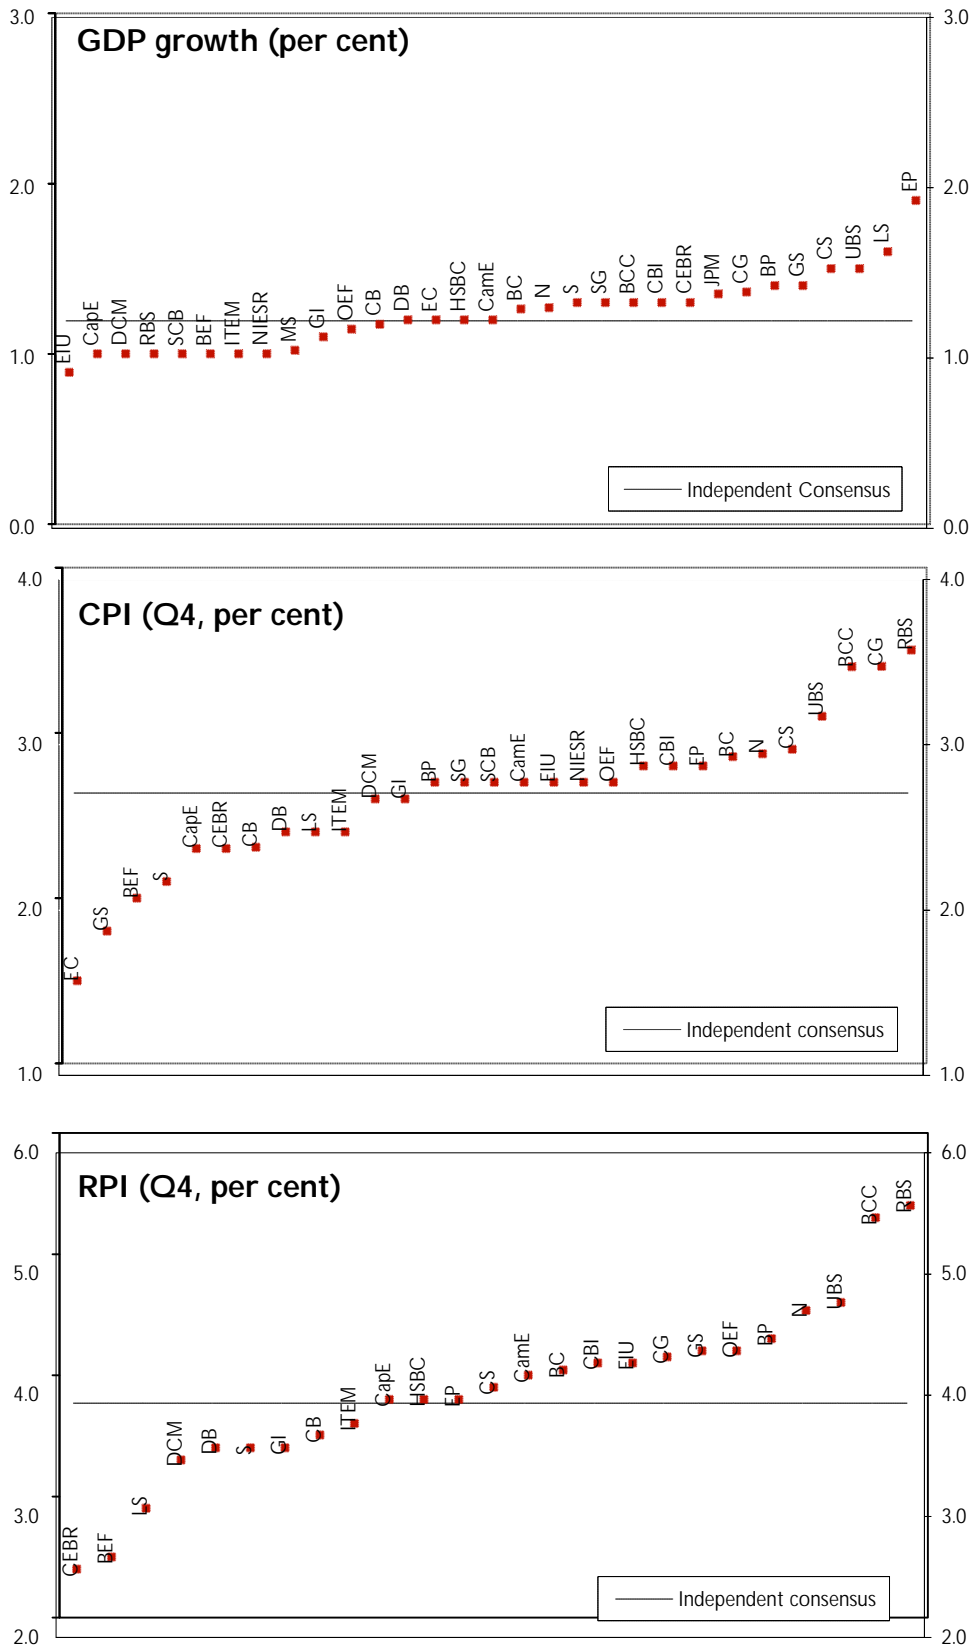 GDP growth (per cent)
3.0 3.0
2.0 2.0
1.0 1.0
0.0 0.0
EIU CapE DCM RBS SCB BEF ITEM NIESR MS GI OEF CB DB EC HSBC CamE BC N S SG BCC CBI CEBR JPM CG BP GS CS UBS LS EP
Independent Consensus
CPI (Q4, per cent)
4.0 4.0
3.0 3.0
2.0 2.0
1.0 1.0
EC GS BEF S CapE CEBR CB DB LS ITEM DCM GI BP SG SCB CamE EIU NIESR OEF HSBC CBI EP BC N CS UBS BCC CG RBS
Independent consensus
RPI (Q4, per cent)
6.0 6.0
5.0 5.0
4.0 4.0
3.0 3.0
2.0 2.0
CEBR BEF LS DCM DB S GI CB ITEM CapE HSBC EP CS CamE BC CBI EIU CG GS OEF BP N UBS BCC RBS
Independent consensus